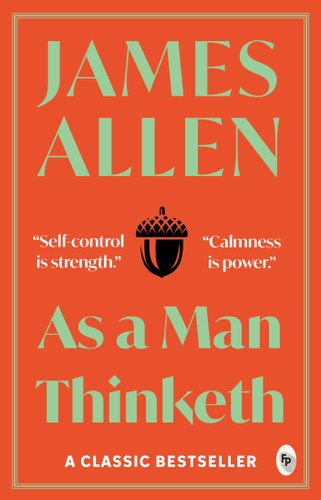 JAMES
ALLEN
“Self-control
is strength.”
“Calmness
is power.”
As a Man
Thinketh
A CLASSIC BESTSELLER
FP